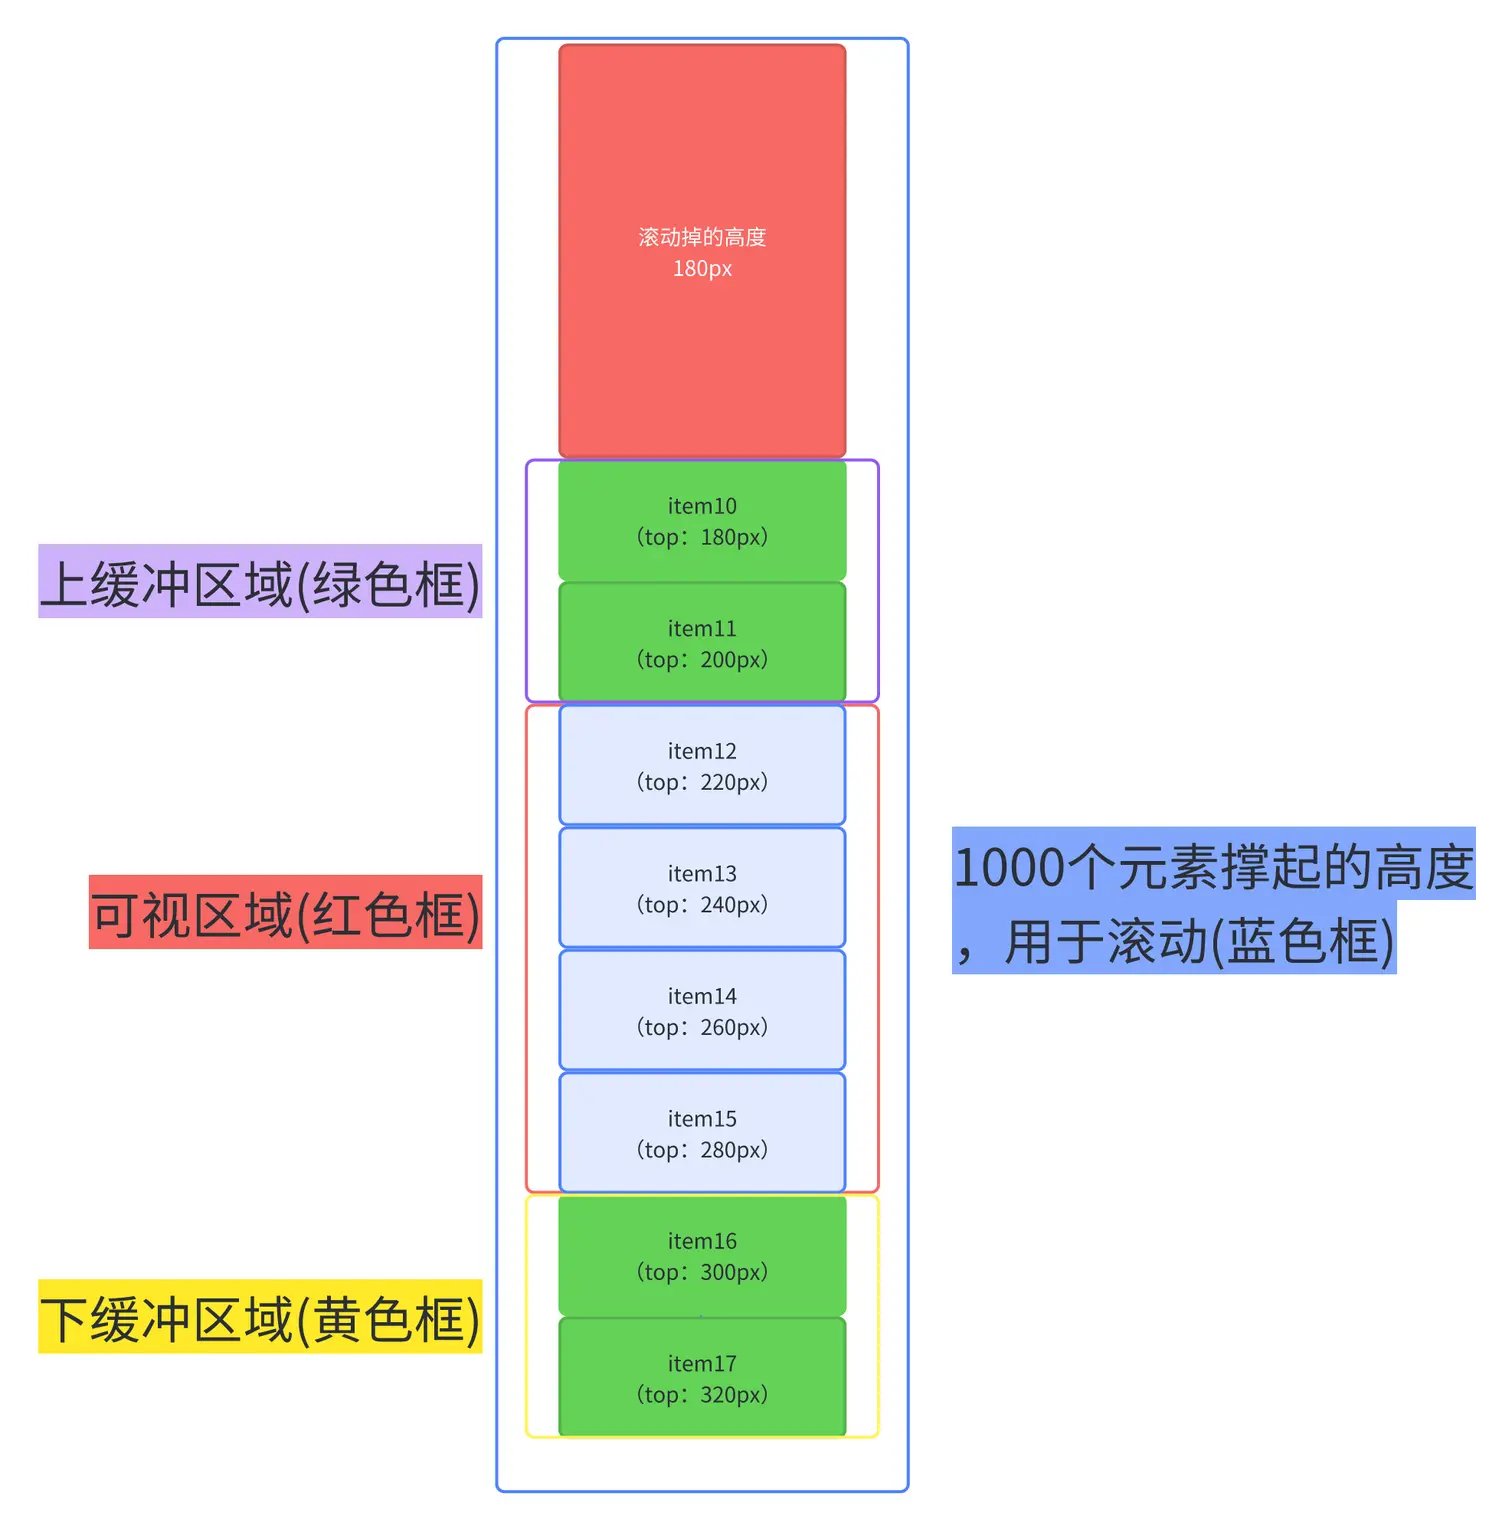 滚动掉的高度
180px
item10
（top：180px）
item11
（top：200px）
上缓冲区域(绿色框)
item12
（top：220px）
item13
（top：240px）
item14
（top：260px）
item15
（top：280px）
可视区域(红色框)
1000个元素撑起的高度
，用于滚动(蓝色框)
item16
（top：300px）
item17
（top：320px）
下缓冲区域(黄色框)